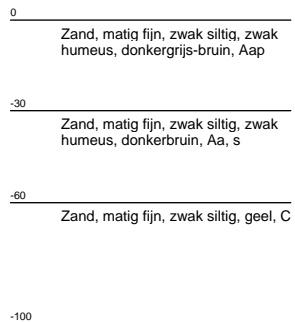 0
Zand, matig fijn, zwak siltig, zwak
humeus, donkergrijs-bruin, Aap
-30
Zand, matig fijn, zwak siltig, zwak
humeus, donkerbruin, Aa, s
-60
Zand, matig fijn, zwak siltig, geel, C
-100